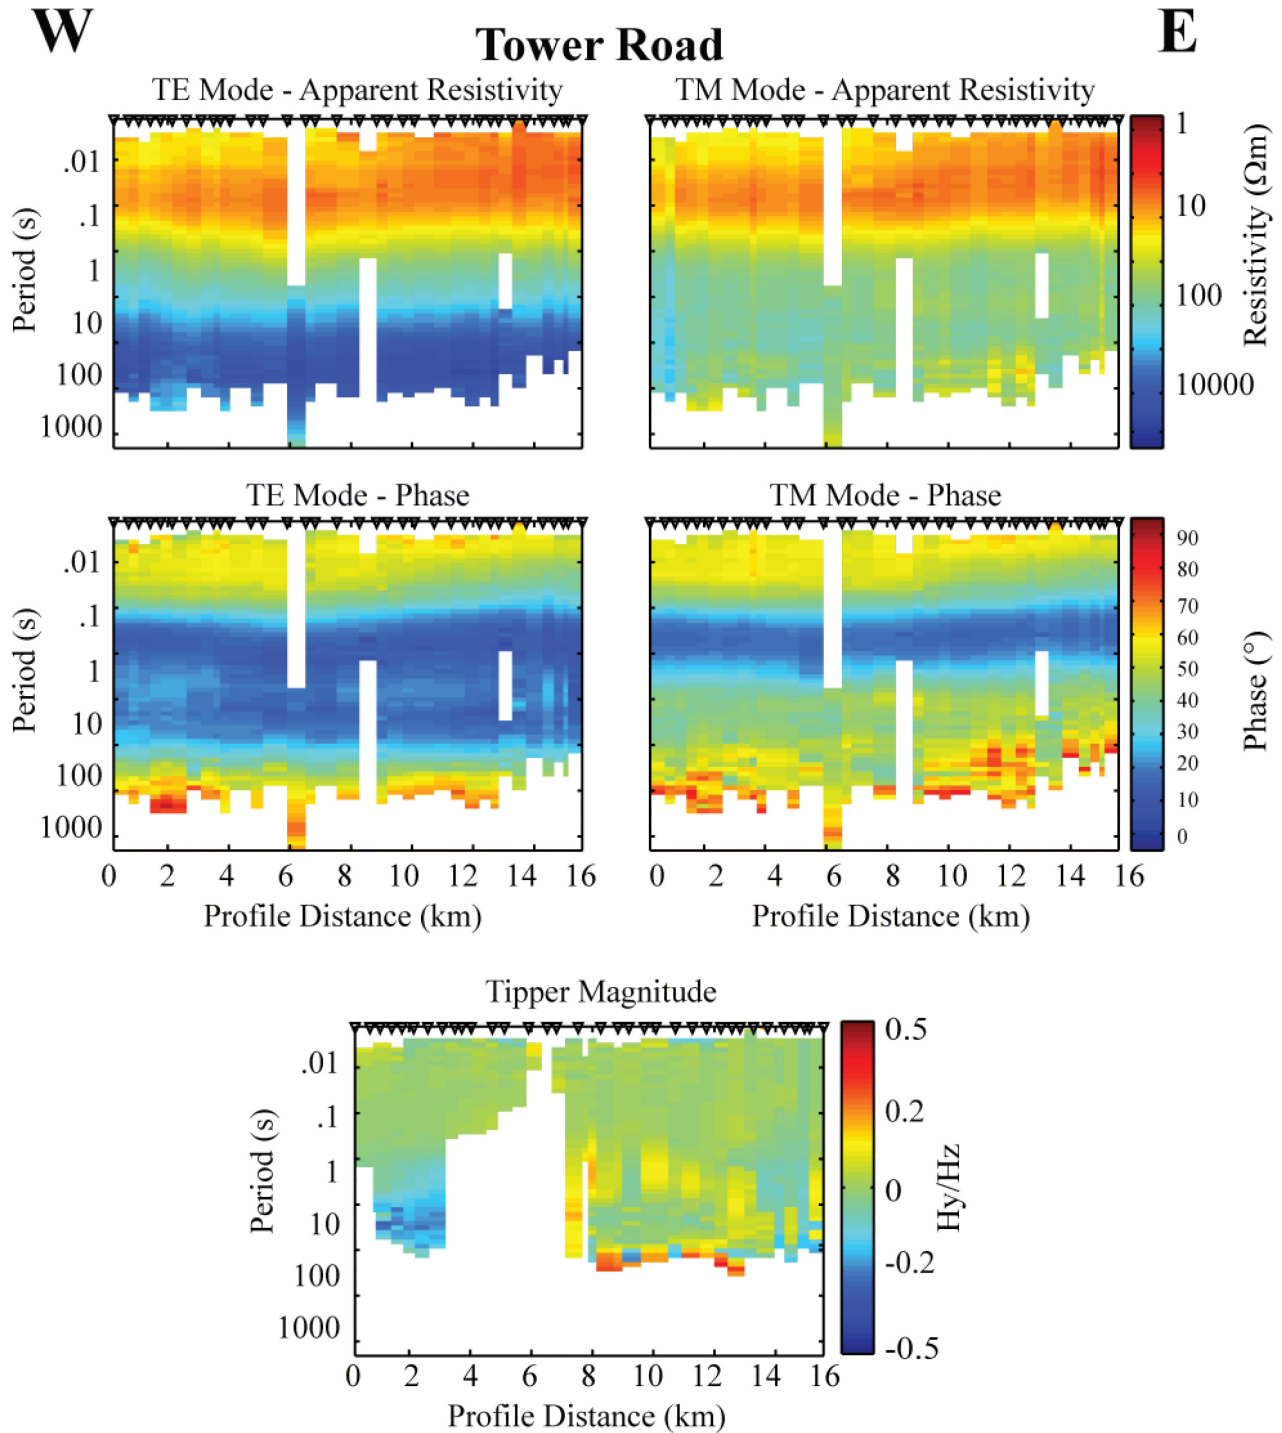 W
E
Tower Road
TE Mode - Apparent Resistivity
TM Mode - Apparent Resistivity
Period (s)
.01
.1
1
10
100
1000
1
10
100
10000
Resistivity (Ωm)
TE Mode - Phase
TM Mode - Phase
Period (s)
.01
.1
1
10
100
1000
90
80
70
60
50
40
30
20
10
0
Phase (°)
0 2 4 6 8 10 12 14 16
0 2 4 6 8 10 12 14 16
Profile Distance (km)
Profile Distance (km)
Tipper Magnitude
Period (s)
.01
.1
1
10
100
1000
0.5
0.2
0
-0.2
-0.5
Hy/Hz
0 2 4 6 8 10 12 14 16
Profile Distance (km)